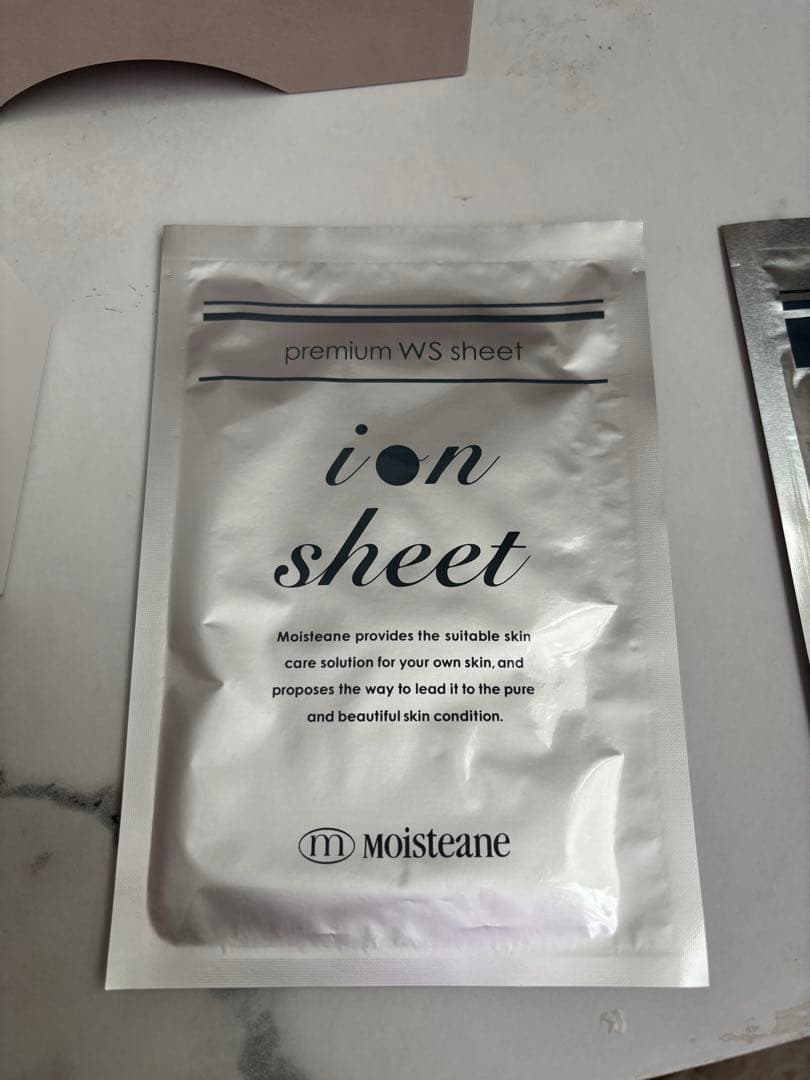 premium WS sheet
ion
sheet
Moisteane provides the suitable skin
care solution for your own skin, and
proposes the way to lead it to the pure
and beautiful skin condition.
m Moisteane